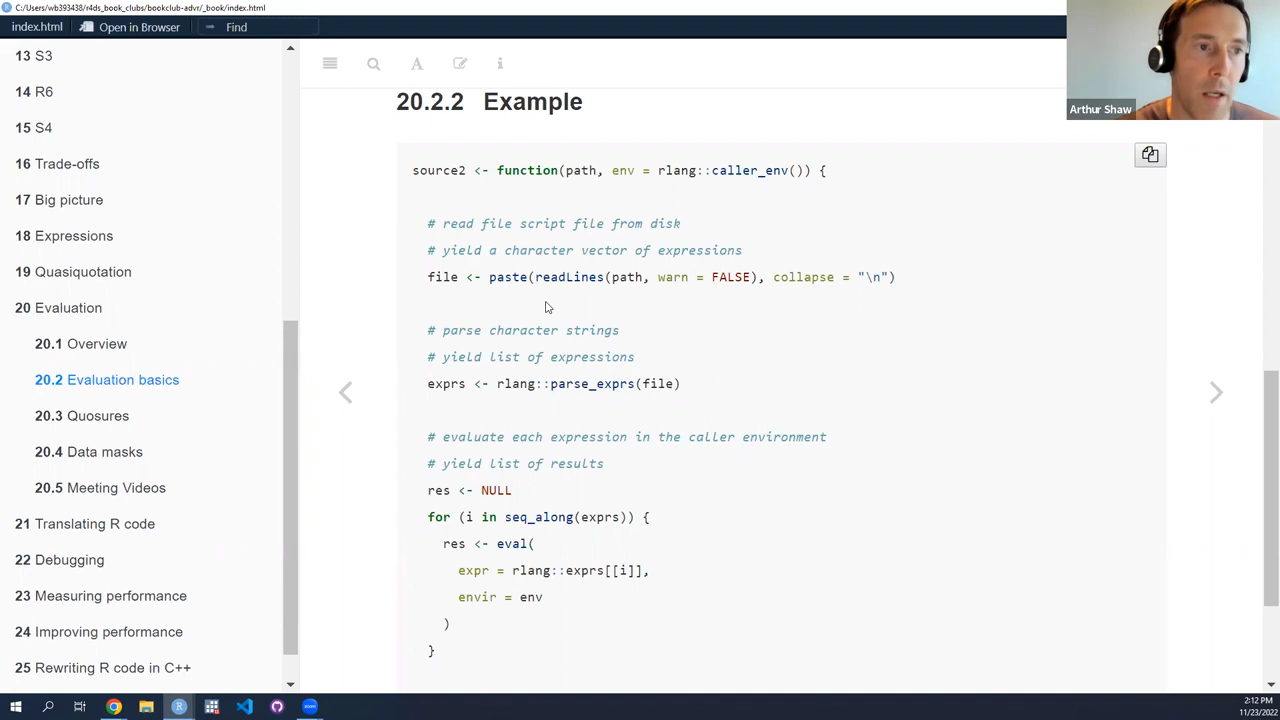 C:/Users/wb393438/r4ds_book_clubs/bookclub-advr/_book/index.html
index.html
Open in Browser
Find
13 S3
14 R6
15 S4
16 Trade-offs
17 Big picture
18 Expressions
19 Quasiquotation
20 Evaluation
20.1 Overview
20.2 Evaluation basics
20.3 Quosures
20.4 Data masks
20.5 Meeting Videos
21 Translating R code
22 Debugging
23 Measuring performance
24 Improving performance
25 Rewriting R code in C++
20.2.2 Example
source2 <- function(path, env = rlang::caller_env()) {
# read file script file from disk
# yield a character vector of expressions
file <- paste(readLines(path, warn = FALSE), collapse = "\n")
# parse character strings
# yield list of expressions
exprs <- rlang::parse_exprs(file)
# evaluate each expression in the caller environment
# yield list of results
res <- NULL
for (i in seq_along(exprs)) {
res <- eval(
expr = rlang::exprs[[i]],
envir = env
)
}
Arthur Shaw
2:12 PM
11/23/2022